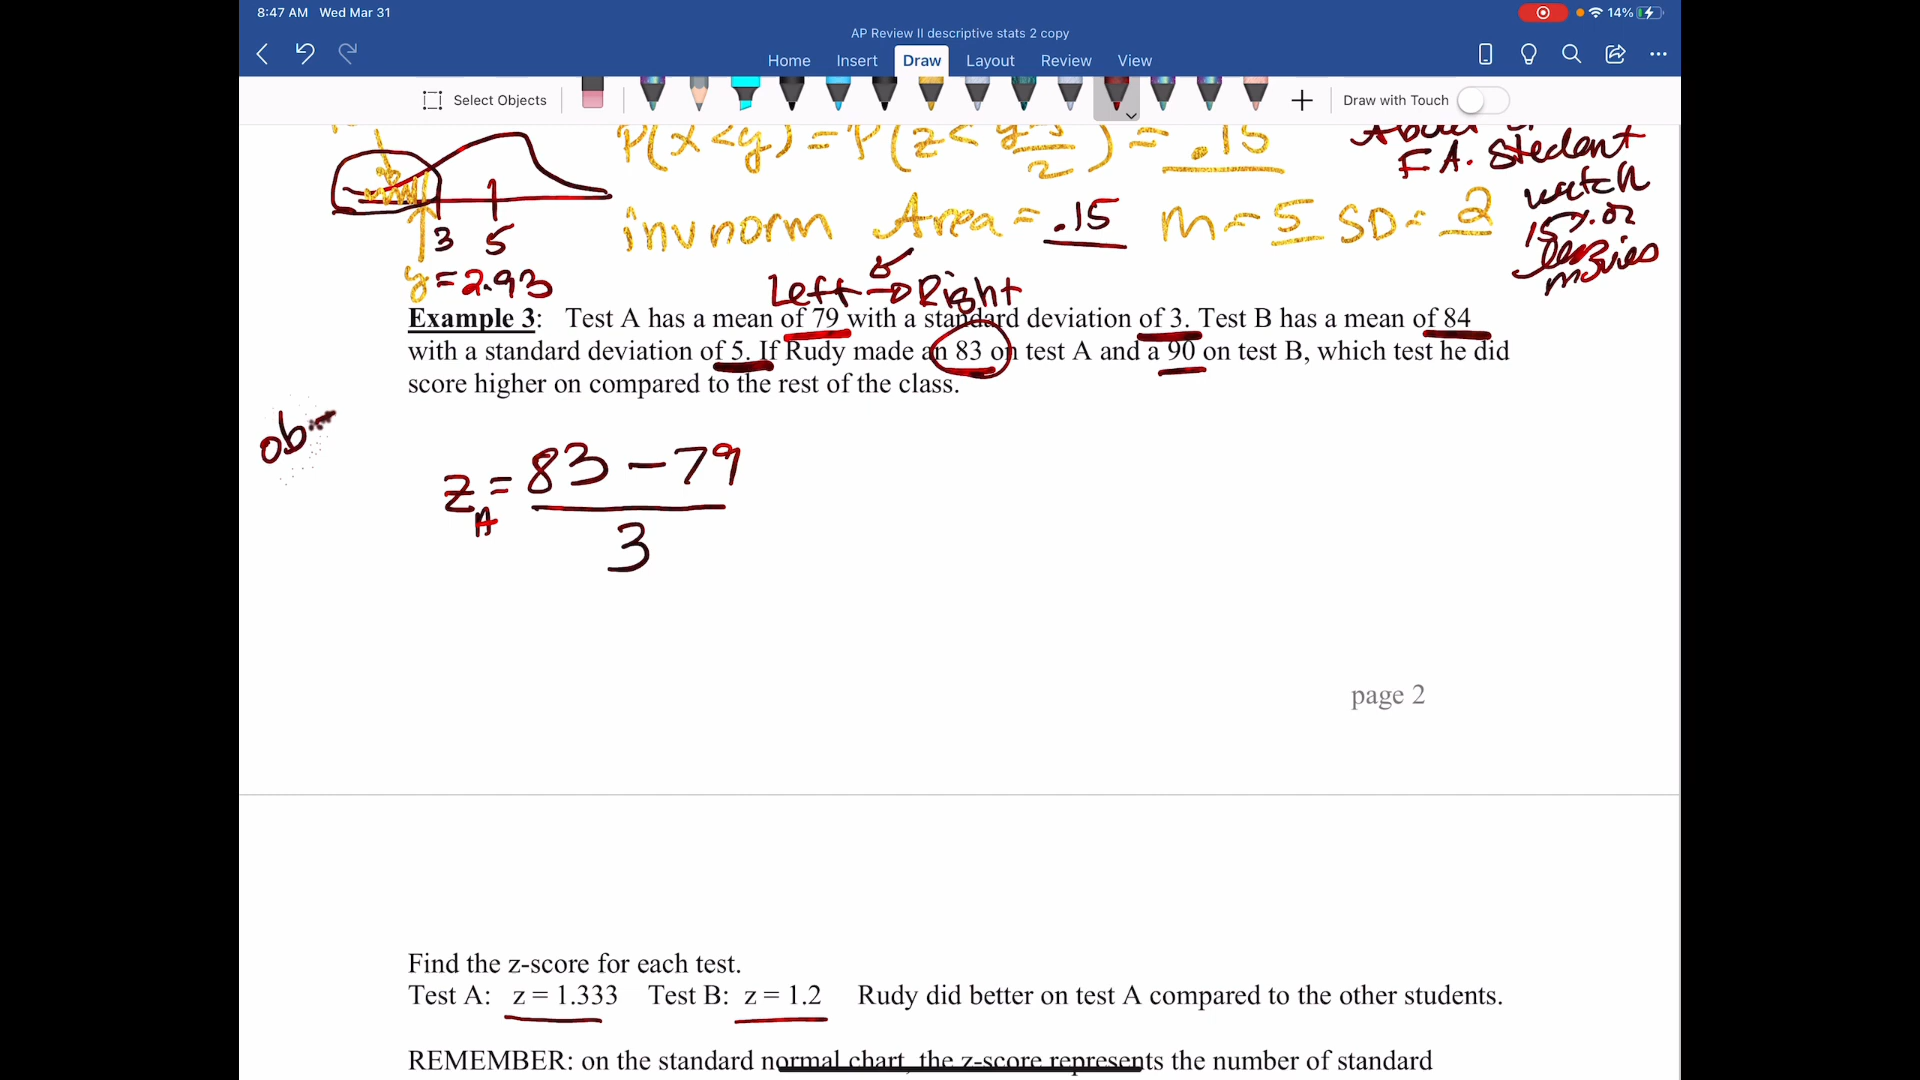 8:47 AM Wed Mar 31
14%
AP Review II descriptive stats 2 copy
Home Insert Draw Layout Review View
Select Objects
Draw with Touch
P(x<y) = P(z< y-5/2) = .15
F.A. student
watch
15%.or
less
movies
invnorm Area = .15 M = 5 SD = 2
3 5
y = 2.93
Left → Right
Example 3: Test A has a mean of 79 with a standard deviation of 3. Test B has a mean of 84
with a standard deviation of 5. If Rudy made an 83 on test A and a 90 on test B, which test he did
score higher on compared to the rest of the class.
ob
z_A = 83 - 79
3
page 2
Find the z-score for each test.
Test A: z = 1.333 Test B: z = 1.2 Rudy did better on test A compared to the other students.
REMEMBER: on the standard normal chart, the z-score represents the number of standard